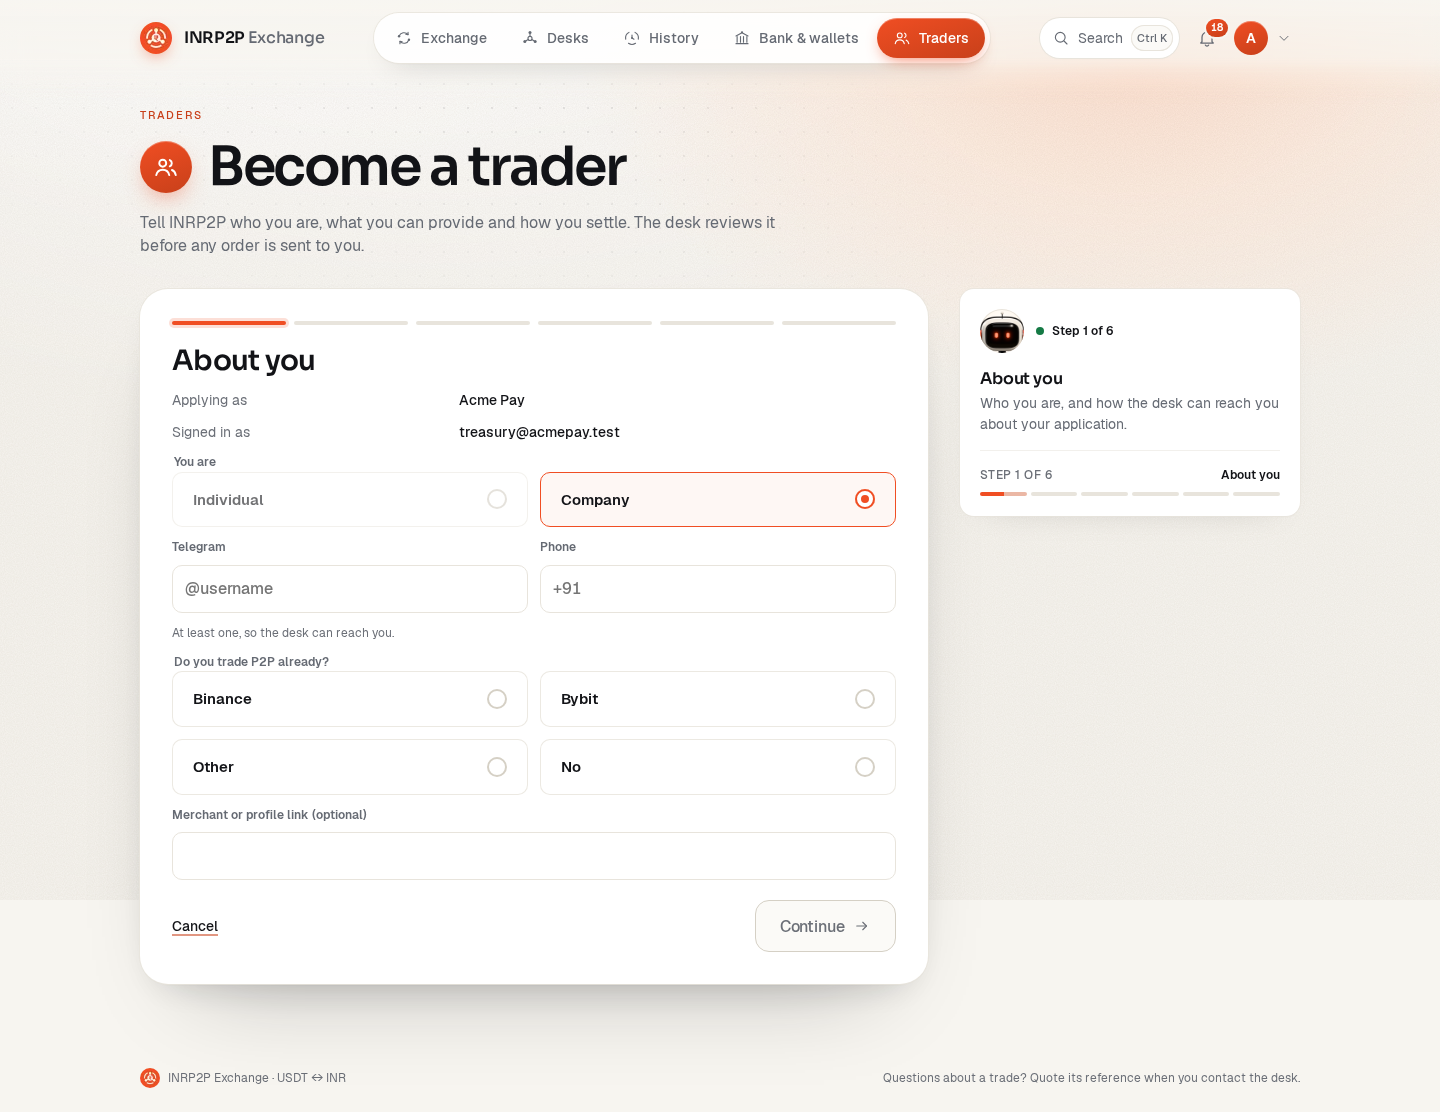 INRP2P Exchange
Exchange
Desks
History
Bank & wallets
Traders
Search
Ctrl K
18
A
TRADERS
Become a trader
Tell INRP2P who you are, what you can provide and how you settle. The desk reviews it
before any order is sent to you.
About you
Applying as
Acme Pay
Signed in as
treasury@acmepay.test
You are
Individual
Company
Telegram
Phone
@username
+91
At least one, so the desk can reach you.
Do you trade P2P already?
Binance
Bybit
Other
No
Merchant or profile link (optional)
Cancel
Continue
Step 1 of 6
About you
Who you are, and how the desk can reach you
about your application.
STEP 1 OF 6
About you
INRP2P Exchange · USDT ↔ INR
Questions about a trade? Quote its reference when you contact the desk.